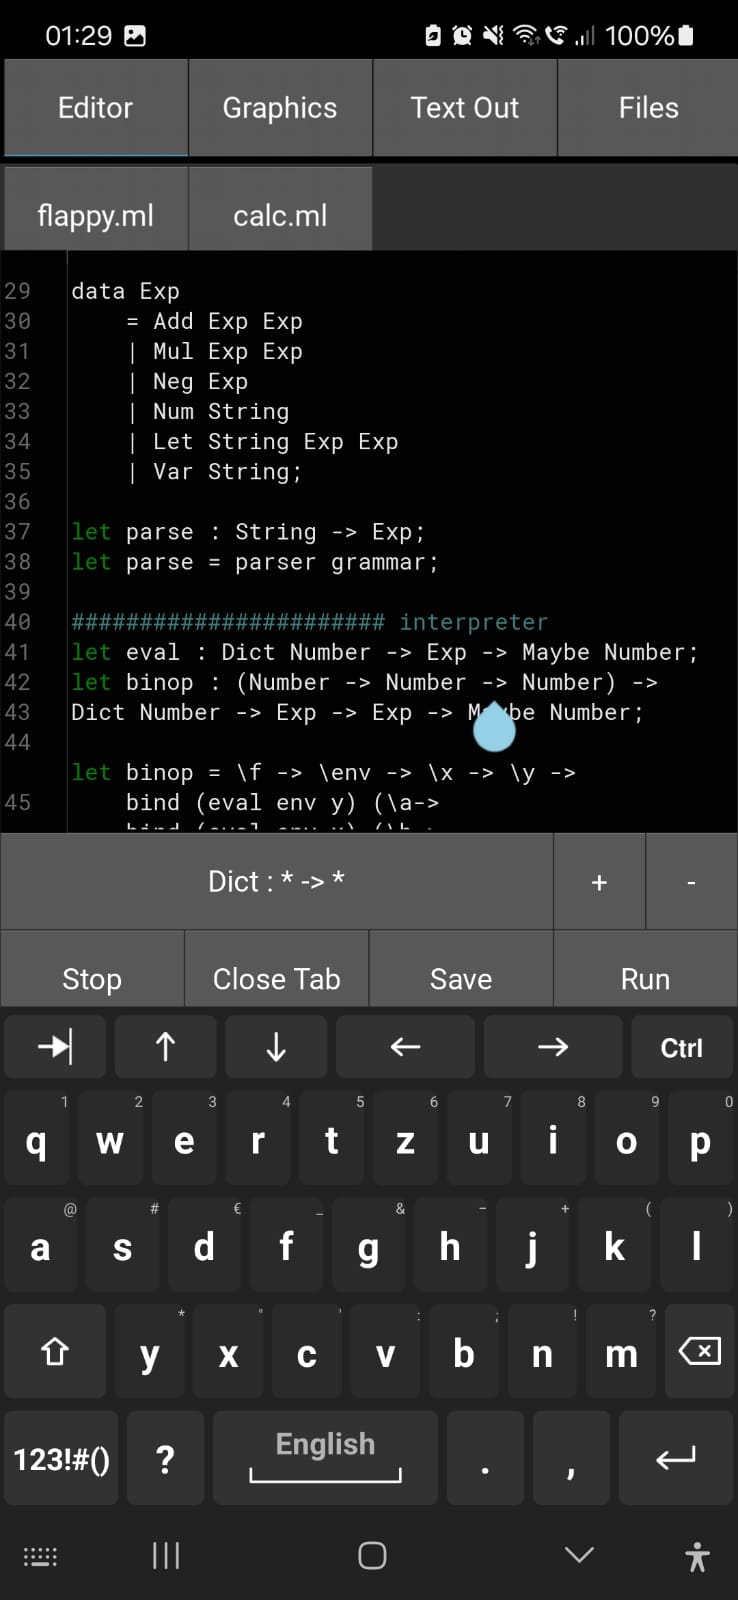 01:29 100%
Editor Graphics Text Out Files
flappy.ml calc.ml
29 data Exp
30 = Add Exp Exp
31 | Mul Exp Exp
32 | Neg Exp
33 | Num String
34 | Let String Exp Exp
35 | Var String;
36
37 let parse : String -> Exp;
38 let parse = parser grammar;
39
40 ####################### interpreter
41 let eval : Dict Number -> Exp -> Maybe Number;
42 let binop : (Number -> Number -> Number) ->
43 Dict Number -> Exp -> Exp -> Maybe Number;
44
let binop = \f -> \env -> \x -> \y ->
45 bind (eval env y) (\a->
Dict : * -> * + -
Stop Close Tab Save Run
Ctrl
1 2 3 4 5 6 7 8 9 0
q w e r t z u i o p
@ # € _ & - + ( )
a s d f g h j k l
* " ' : ; ! ?
y x c v b n m
123!#() ? English . ,